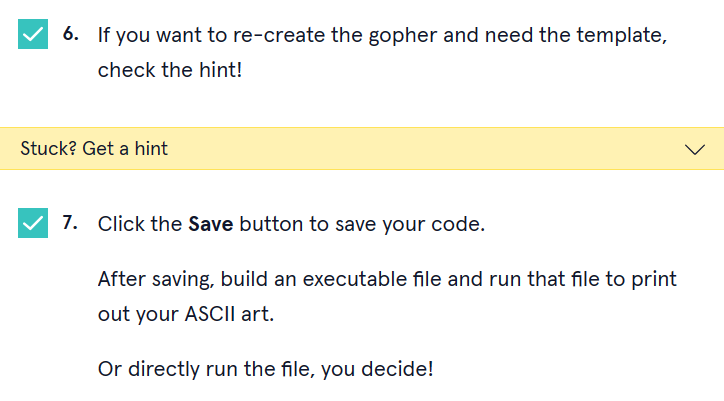 6. If you want to re-create the gopher and need the template,
check the hint!
Stuck? Get a hint
7. Click the Save button to save your code.
After saving, build an executable file and run that file to print
out your ASCII art.
Or directly run the file, you decide!